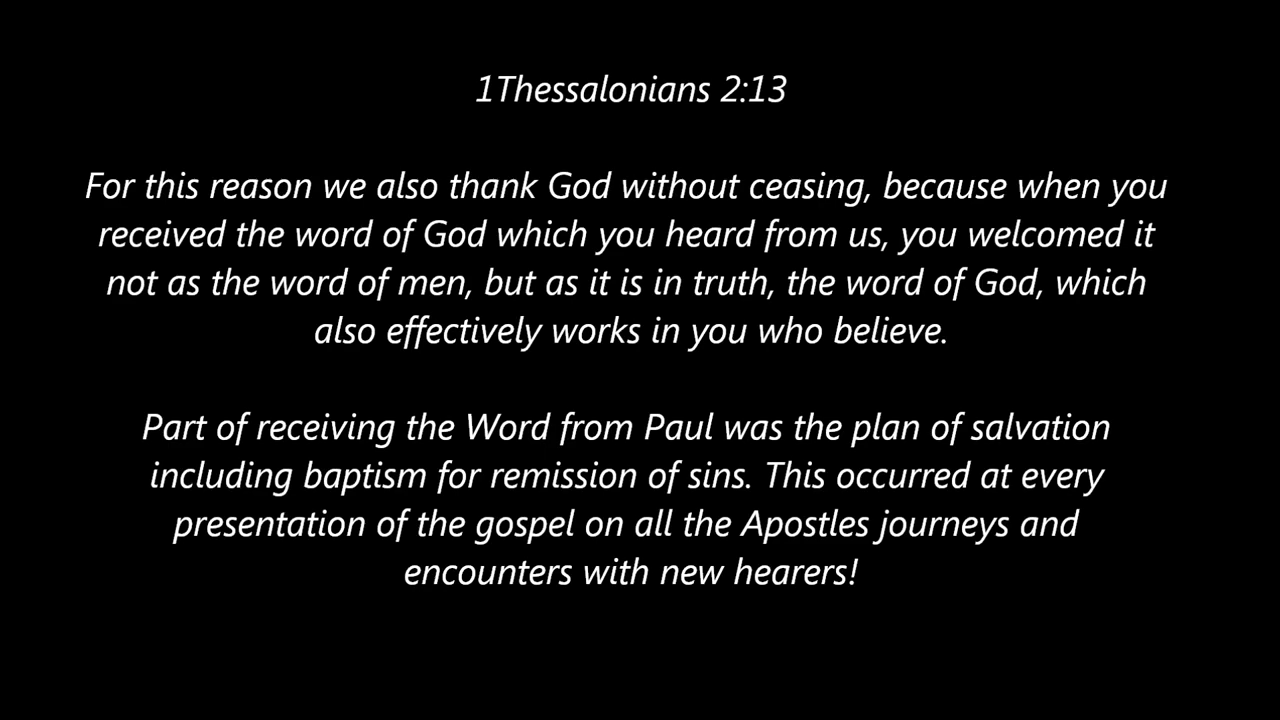 1Thessalonians 2:13
For this reason we also thank God without ceasing, because when you
received the word of God which you heard from us, you welcomed it
not as the word of men, but as it is in truth, the word of God, which
also effectively works in you who believe.
Part of receiving the Word from Paul was the plan of salvation
including baptism for remission of sins. This occurred at every
presentation of the gospel on all the Apostles journeys and
encounters with new hearers!